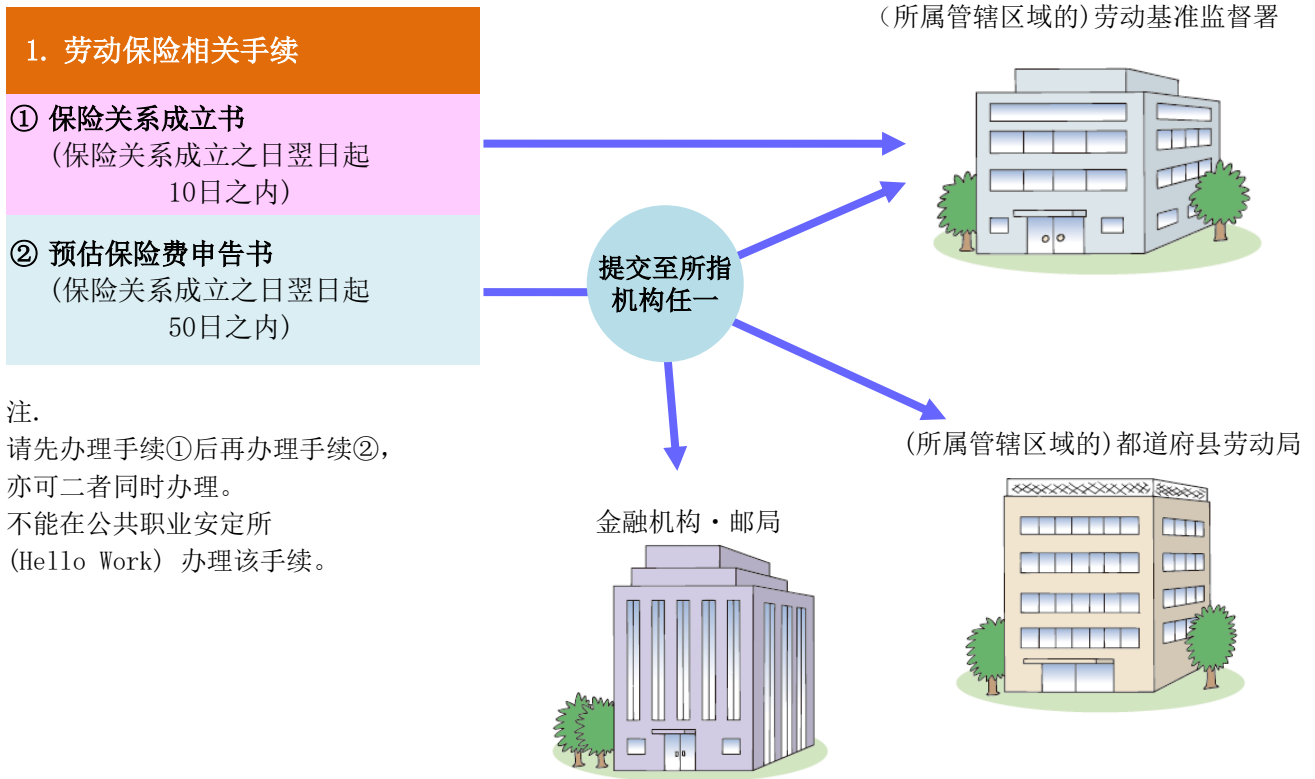 1. 劳动保险相关手续
① 保险关系成立书
(保险关系成立之日翌日起
10日之内)
② 预估保险费申告书
(保险关系成立之日翌日起
50日之内)
提交至所指
机构任一
（所属管辖区域的)劳动基准监督署
(所属管辖区域的)都道府县劳动局
金融机构・邮局
注.
请先办理手续①后再办理手续②，
亦可二者同时办理。
不能在公共职业安定所
(Hello Work) 办理该手续。